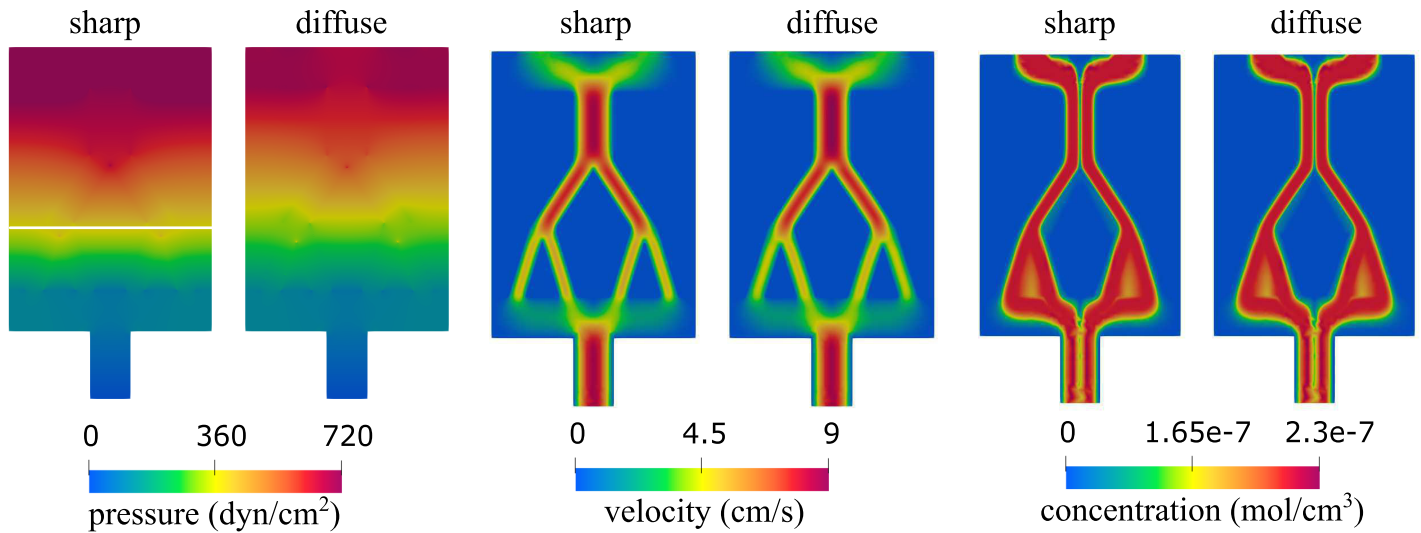 sharp diffuse sharp diffuse sharp diffuse
0 360 720 0 4.5 9 0 1.65e-7 2.3e-7
pressure (dyn/cm²) velocity (cm/s) concentration (mol/cm³)